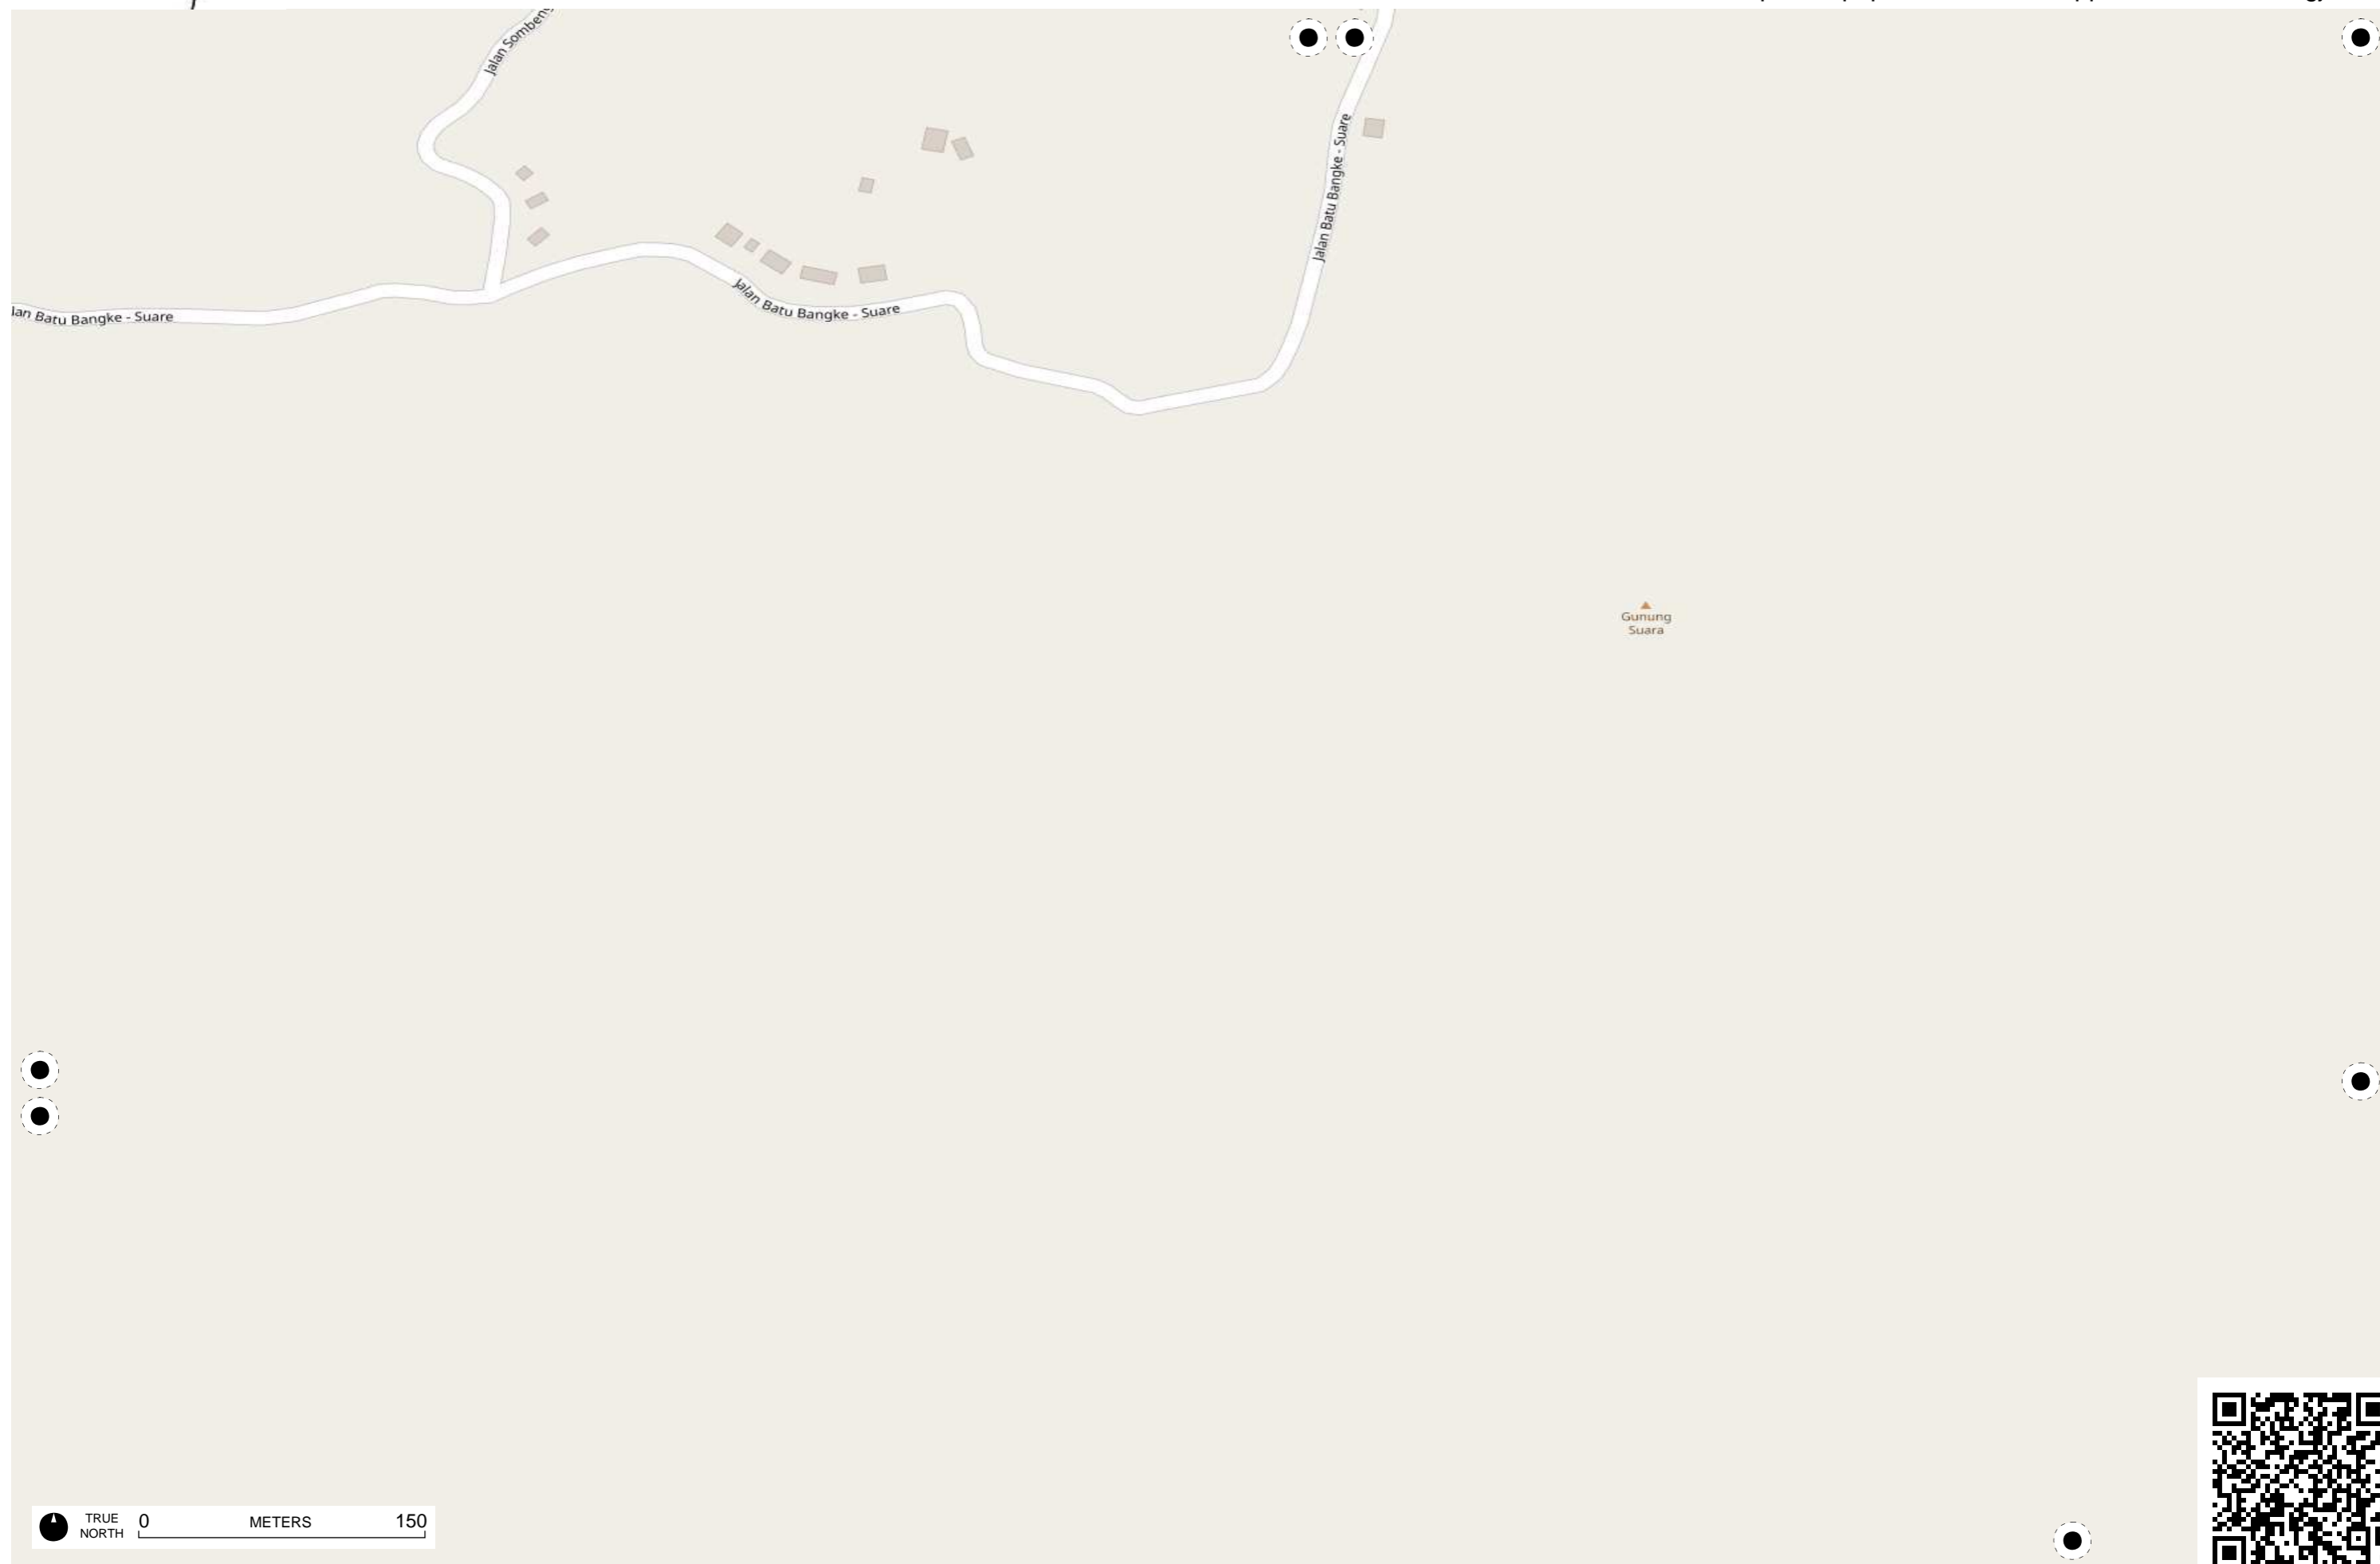 Jalan Sombeng
Jalan Batu Bangke - Suare
Jalan Batu Bangke - Suare
lan Batu Bangke - Suare
Gunung
Suara
TRUE
NORTH
0 METERS 150